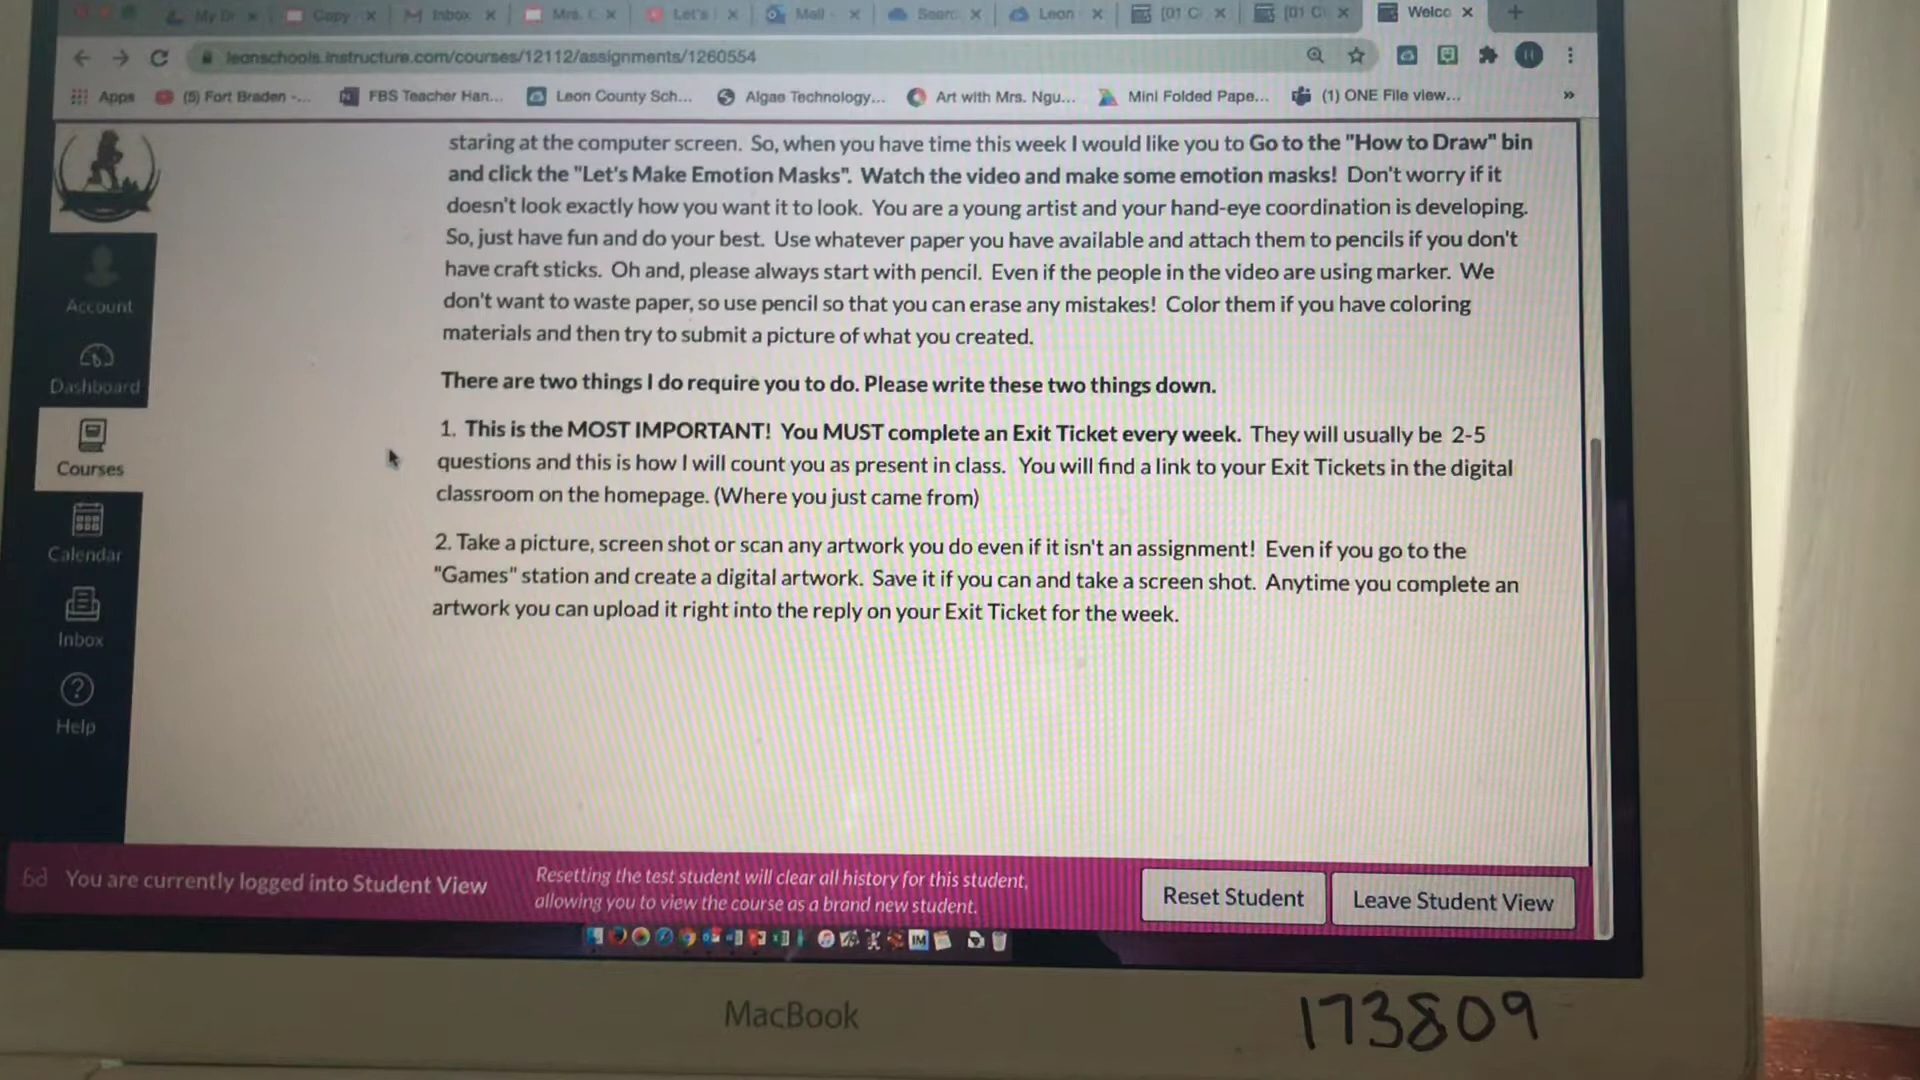 My Dr
Copy
Inbox
Mrs. C
Let's
Mail
Searc
Leon
[01 C
[01 C
Welco
leonschools.instructure.com/courses/12112/assignments/1260554
Apps
(5) Fort Braden -...
FBS Teacher Han...
Leon County Sch...
Algae Technology...
Art with Mrs. Ngu...
Mini Folded Pape...
(1) ONE File view...
»
staring at the computer screen. So, when you have time this week I would like you to Go to the "How to Draw" bin
and click the "Let's Make Emotion Masks". Watch the video and make some emotion masks! Don't worry if it
doesn't look exactly how you want it to look. You are a young artist and your hand-eye coordination is developing.
So, just have fun and do your best. Use whatever paper you have available and attach them to pencils if you don't
have craft sticks. Oh and, please always start with pencil. Even if the people in the video are using marker. We
don't want to waste paper, so use pencil so that you can erase any mistakes! Color them if you have coloring
materials and then try to submit a picture of what you created.
There are two things I do require you to do. Please write these two things down.
1. This is the MOST IMPORTANT! You MUST complete an Exit Ticket every week. They will usually be 2-5
questions and this is how I will count you as present in class. You will find a link to your Exit Tickets in the digital
classroom on the homepage. (Where you just came from)
2. Take a picture, screen shot or scan any artwork you do even if it isn't an assignment! Even if you go to the
"Games" station and create a digital artwork. Save it if you can and take a screen shot. Anytime you complete an
artwork you can upload it right into the reply on your Exit Ticket for the week.
Account
Dashboard
Courses
Calendar
Inbox
Help
You are currently logged into Student View
Resetting the test student will clear all history for this student,
allowing you to view the course as a brand new student.
Reset Student
Leave Student View
IM
MacBook
173809